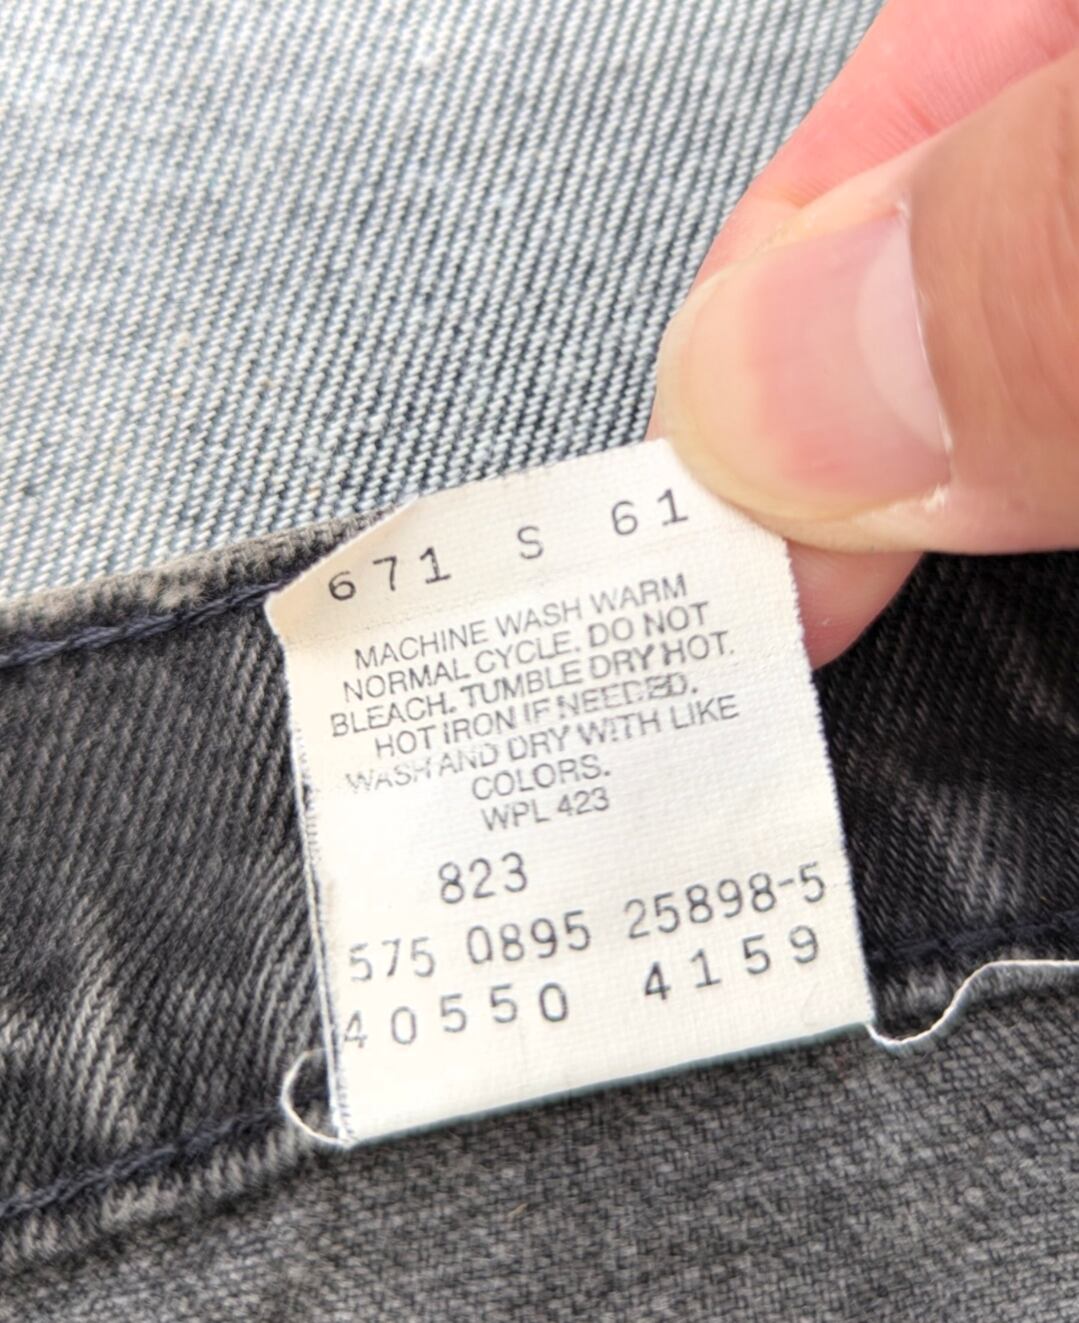 671 S 61
MACHINE WASH WARM
NORMAL CYCLE. DO NOT
BLEACH. TUMBLE DRY HOT.
HOT IRON IF NEEDED.
WASH AND DRY WITH LIKE
COLORS.
WPL 423
823
575 0895 25898-5
40550 4159